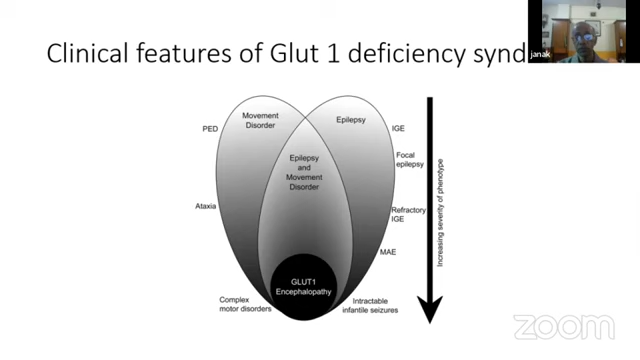 Clinical features of Glut 1 deficiency synd
janak
Movement
Disorder
Epilepsy
PED
IGE
Focal
epilepsy
Epilepsy
and
Movement
Disorder
Ataxia
Refractory
IGE
MAE
GLUT1
Encephalopathy
Complex
motor disorders
Intractable
infantile seizures
Increasing severity of phenotype
zoom